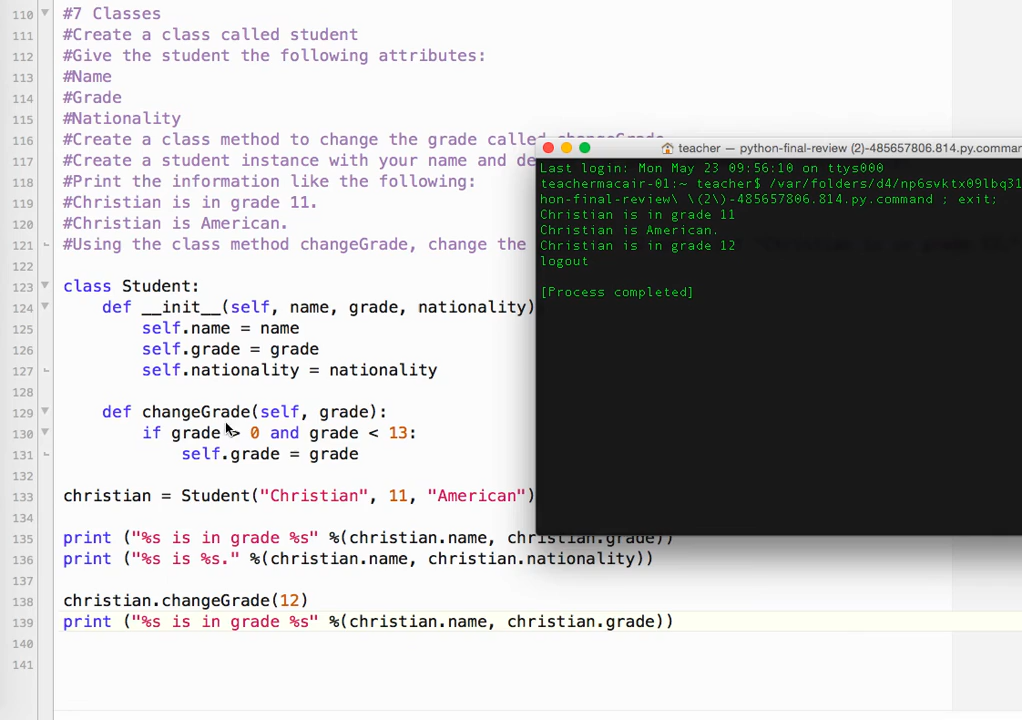 110 #7 Classes
111 #Create a class called student
112 #Give the student the following attributes:
113 #Name
114 #Grade
115 #Nationality
116 #Create a class method to change the grade called changeGrade
117 #Create a student instance with your name and de
118 #Print the information like the following:
119 #Christian is in grade 11.
120 #Christian is American.
121 #Using the class method changeGrade, change the
122
123 class Student:
124 def __init__(self, name, grade, nationality)
125 self.name = name
126 self.grade = grade
127 self.nationality = nationality
128
129 def changeGrade(self, grade):
130 if grade > 0 and grade < 13:
131 self.grade = grade
132
133 christian = Student("Christian", 11, "American")
134
135 print ("%s is in grade %s" %(christian.name, christian.grade))
136 print ("%s is %s." %(christian.name, christian.nationality))
137
138 christian.changeGrade(12)
139 print ("%s is in grade %s" %(christian.name, christian.grade))
140
141
teacher — python-final-review (2)-485657806.814.py.comman
Last login: Mon May 23 09:56:10 on ttys000
teachermacair-01:~ teacher$ /var/folders/d4/np6svktx09lbq31
hon-final-review\ \(2\)-485657806.814.py.command ; exit;
Christian is in grade 11
Christian is American.
Christian is in grade 12
logout
[Process completed]